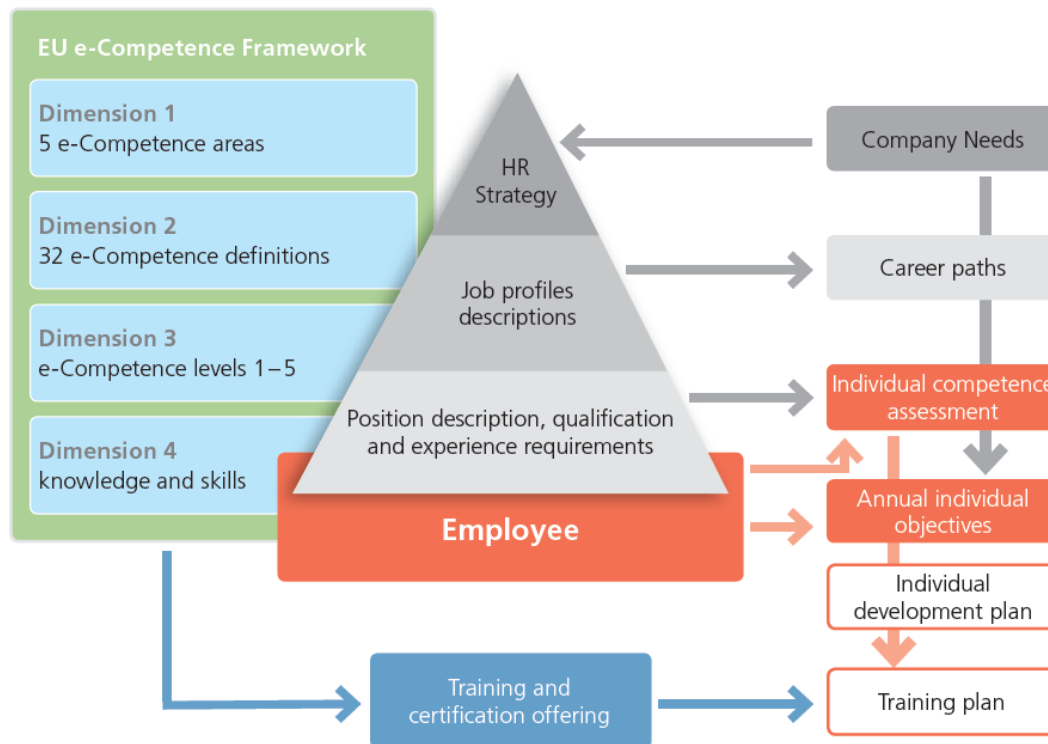 EU e-Competence Framework
Dimension 1
5 e-Competence areas
Dimension 2
32 e-Competence definitions
Dimension 3
e-Competence levels 1–5
Dimension 4
knowledge and skills
HR
Strategy
Job profiles
descriptions
Position description, qualification
and experience requirements
Employee
Training and
certification offering
Company Needs
Career paths
Individual competence
assessment
Annual individual
objectives
Individual
development plan
Training plan